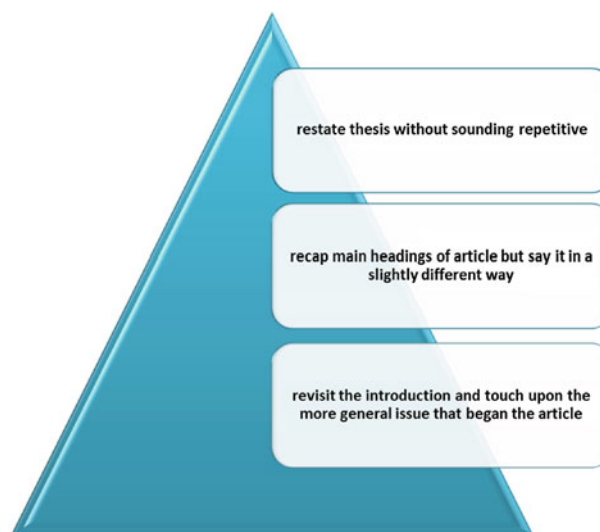 restate thesis without sounding repetitive
recap main headings of article but say it in a
slightly different way
revisit the introduction and touch upon the
more general issue that began the article